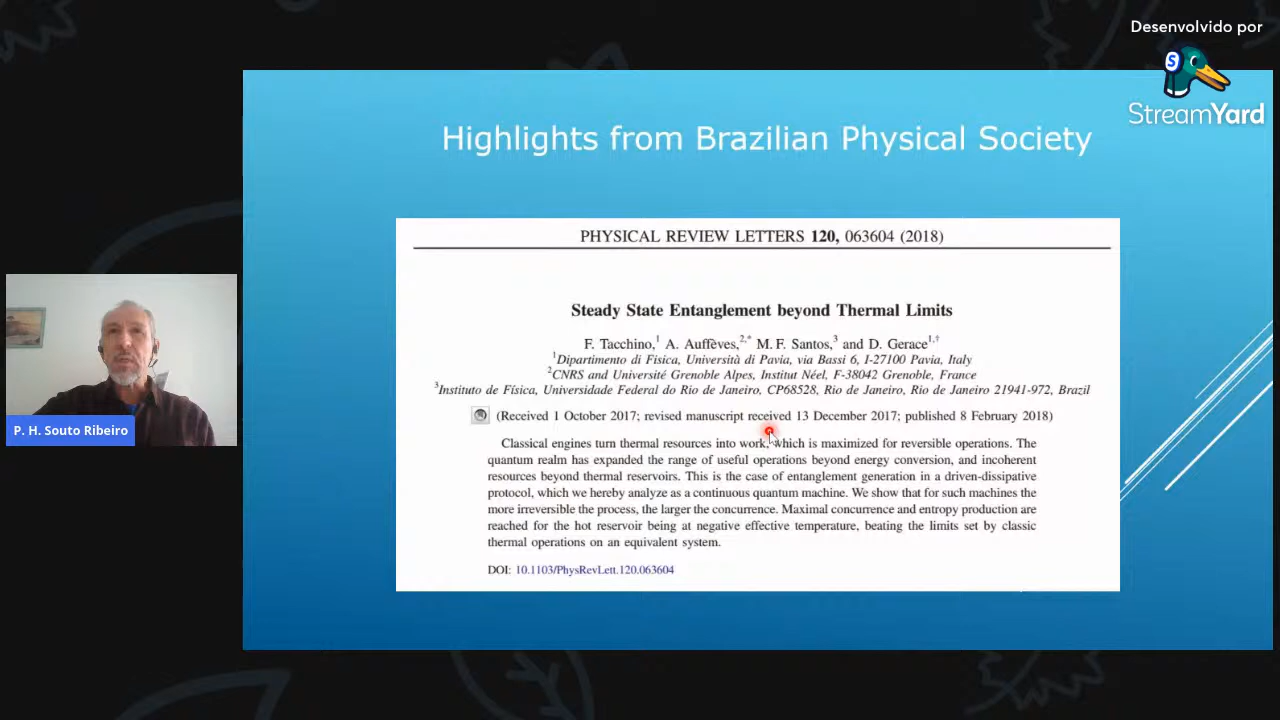 Desenvolvido por
StreamYard
Highlights from Brazilian Physical Society
PHYSICAL REVIEW LETTERS 120, 063604 (2018)
Steady State Entanglement beyond Thermal Limits
F. Tacchino,1 A. Auffèves,2,* M. F. Santos,3 and D. Gerace1,†
1Dipartimento di Fisica, Università di Pavia, via Bassi 6, I-27100 Pavia, Italy
2CNRS and Université Grenoble Alpes, Institut Néel, F-38042 Grenoble, France
3Instituto de Física, Universidade Federal do Rio de Janeiro, CP68528, Rio de Janeiro, Rio de Janeiro 21941-972, Brazil
(Received 1 October 2017; revised manuscript received 13 December 2017; published 8 February 2018)
Classical engines turn thermal resources into work, which is maximized for reversible operations. The
quantum realm has expanded the range of useful operations beyond energy conversion, and incoherent
resources beyond thermal reservoirs. This is the case of entanglement generation in a driven-dissipative
protocol, which we hereby analyze as a continuous quantum machine. We show that for such machines the
more irreversible the process, the larger the concurrence. Maximal concurrence and entropy production are
reached for the hot reservoir being at negative effective temperature, beating the limits set by classic
thermal operations on an equivalent system.
DOI: 10.1103/PhysRevLett.120.063604
P. H. Souto Ribeiro